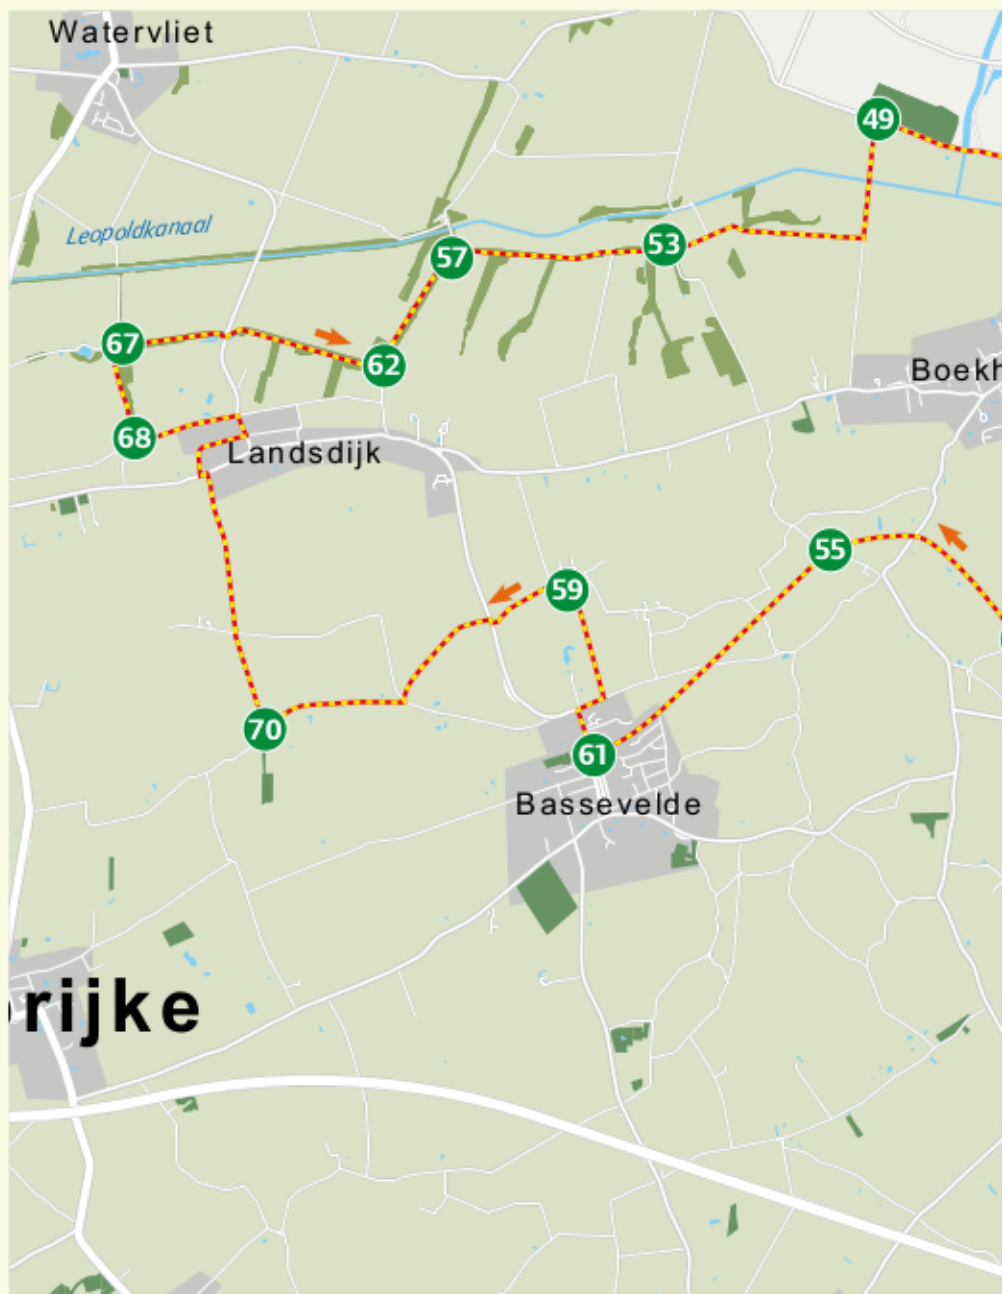 Watervliet
49
Leopoldkanaal
57
53
67
62
Boekh
68
Landsdijk
55
59
70
61
Bassevelde
rijke